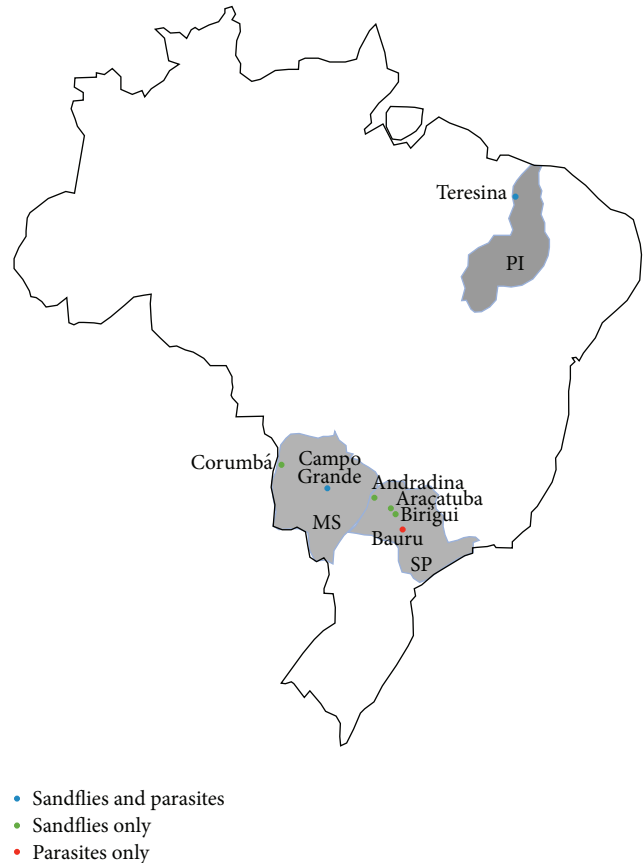 Teresina
PI
Corumbá
Campo
Grande
Andradina
Araçatuba
Birigui
MS
Bauru
SP
Sandflies and parasites
Sandflies only
Parasites only